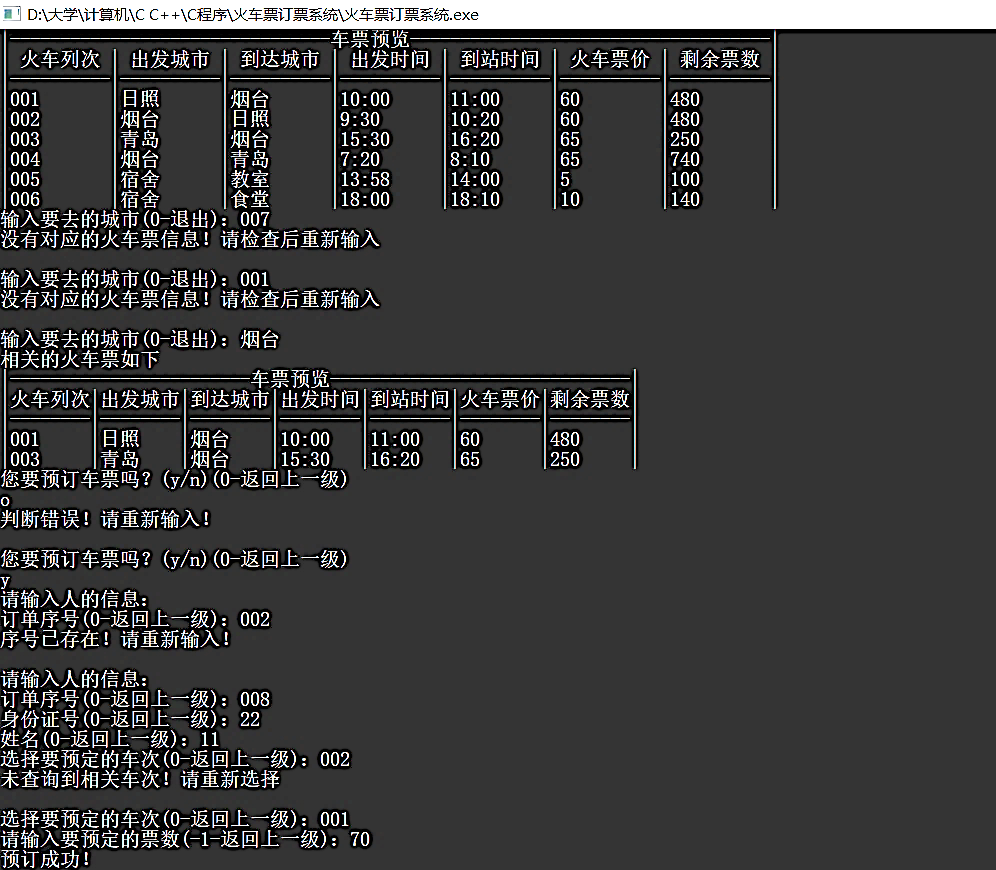 D:\大学\计算机\C C++\C程序\火车票订票系统\火车票订票系统.exe
车票预览
火车列次 出发城市 到达城市 出发时间 到站时间 火车票价 剩余票数
001 日照 烟台 10:00 11:00 60 480
002 烟台 日照 9:30 10:20 60 480
003 青岛 烟台 15:30 16:20 65 250
004 烟台 青岛 7:20 8:10 65 740
005 宿舍 教室 13:58 14:00 5 100
006 宿舍 食堂 18:00 18:10 10 140
输入要去的城市(0-退出): 007
没有对应的火车票信息! 请检查后重新输入
输入要去的城市(0-退出): 001
没有对应的火车票信息! 请检查后重新输入
输入要去的城市(0-退出): 烟台
相关的火车票如下
车票预览
火车列次 出发城市 到达城市 出发时间 到站时间 火车票价 剩余票数
001 日照 烟台 10:00 11:00 60 480
003 青岛 烟台 15:30 16:20 65 250
您要预订车票吗? (y/n)(0-返回上一级)
o
判断错误! 请重新输入!
您要预订车票吗? (y/n)(0-返回上一级)
y
请输入人的信息:
订单序号(0-返回上一级): 002
序号已存在! 请重新输入!
请输入人的信息:
订单序号(0-返回上一级): 008
身份证号(0-返回上一级): 22
姓名(0-返回上一级): 11
选择要预定的车次(0-返回上一级): 002
未查询到相关车次! 请重新选择
选择要预定的车次(0-返回上一级): 001
请输入要预定的票数(-1-返回上一级): 70
预订成功!